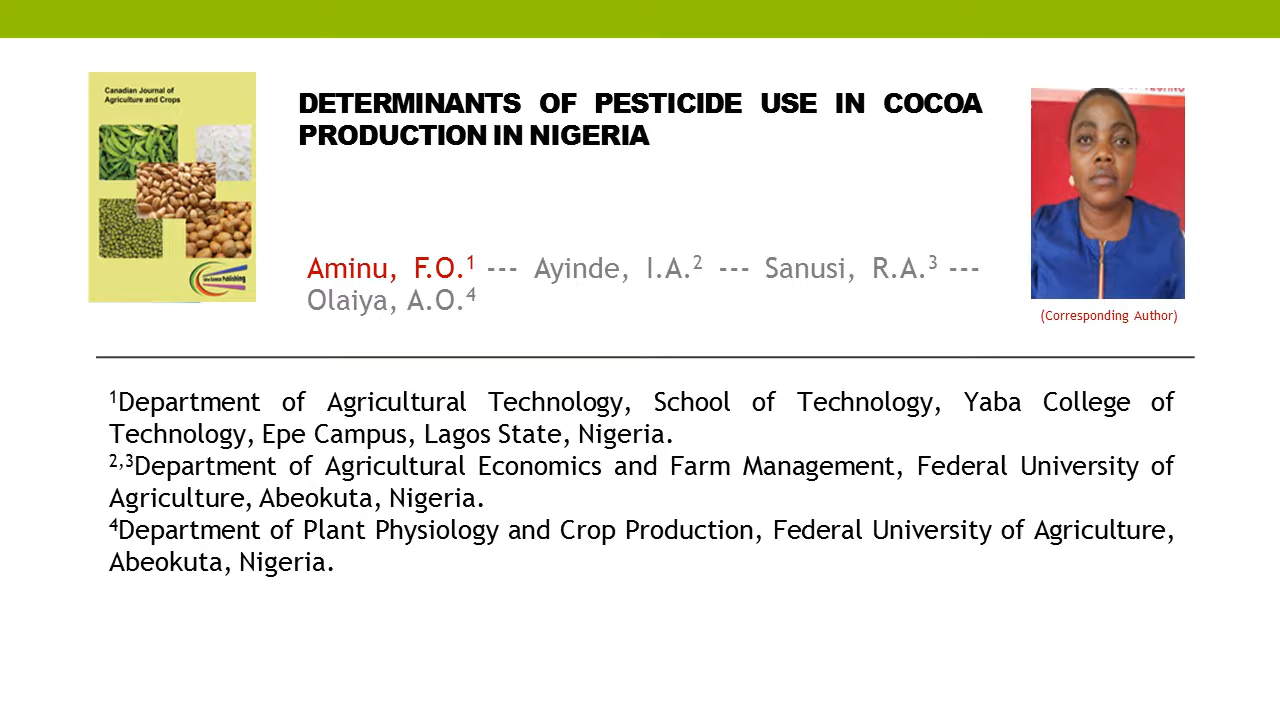 Canadian Journal of
Agriculture and Crops
DETERMINANTS OF PESTICIDE USE IN COCOA
PRODUCTION IN NIGERIA
Aminu, F.O.¹ --- Ayinde, I.A.² --- Sanusi, R.A.³ ---
Olaiya, A.O.⁴
(Corresponding Author)
¹Department of Agricultural Technology, School of Technology, Yaba College of
Technology, Epe Campus, Lagos State, Nigeria.
²,³Department of Agricultural Economics and Farm Management, Federal University of
Agriculture, Abeokuta, Nigeria.
⁴Department of Plant Physiology and Crop Production, Federal University of Agriculture,
Abeokuta, Nigeria.